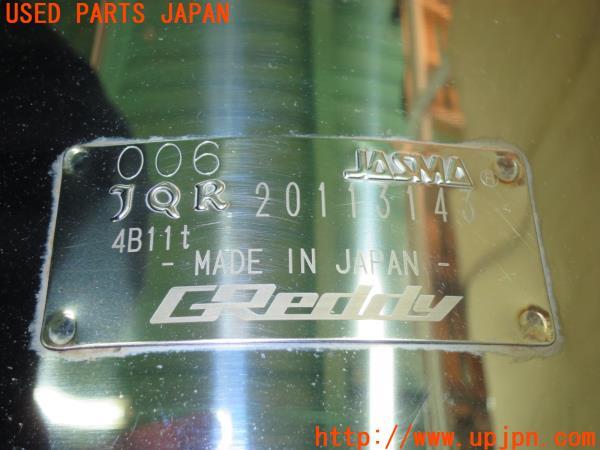 USED PARTS JAPAN
006 JASMA ®
JQR 20113143
4B11t
- MADE IN JAPAN -
GReddy
http://www.upjpn.com